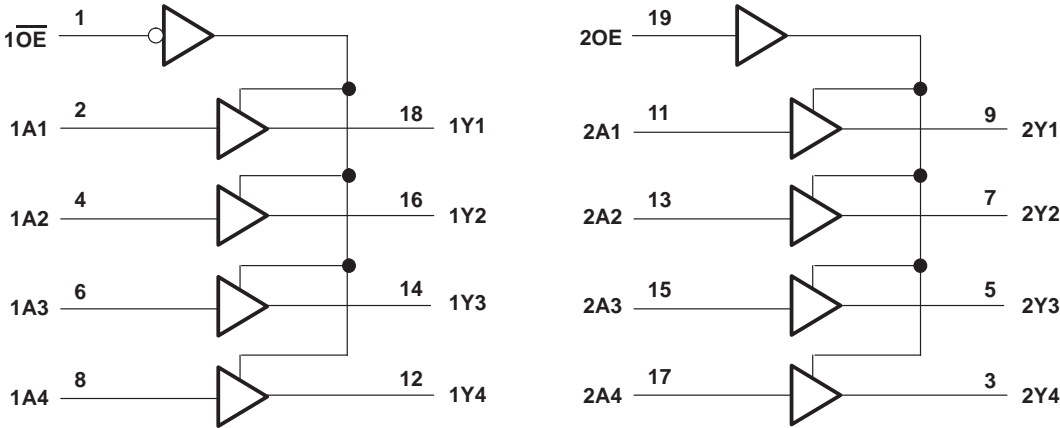 1O̅E̅ 1
2 18
1A1 1Y1
4 16
1A2 1Y2
6 14
1A3 1Y3
8 12
1A4 1Y4
2OE 19
11 9
2A1 2Y1
13 7
2A2 2Y2
15 5
2A3 2Y3
17 3
2A4 2Y4